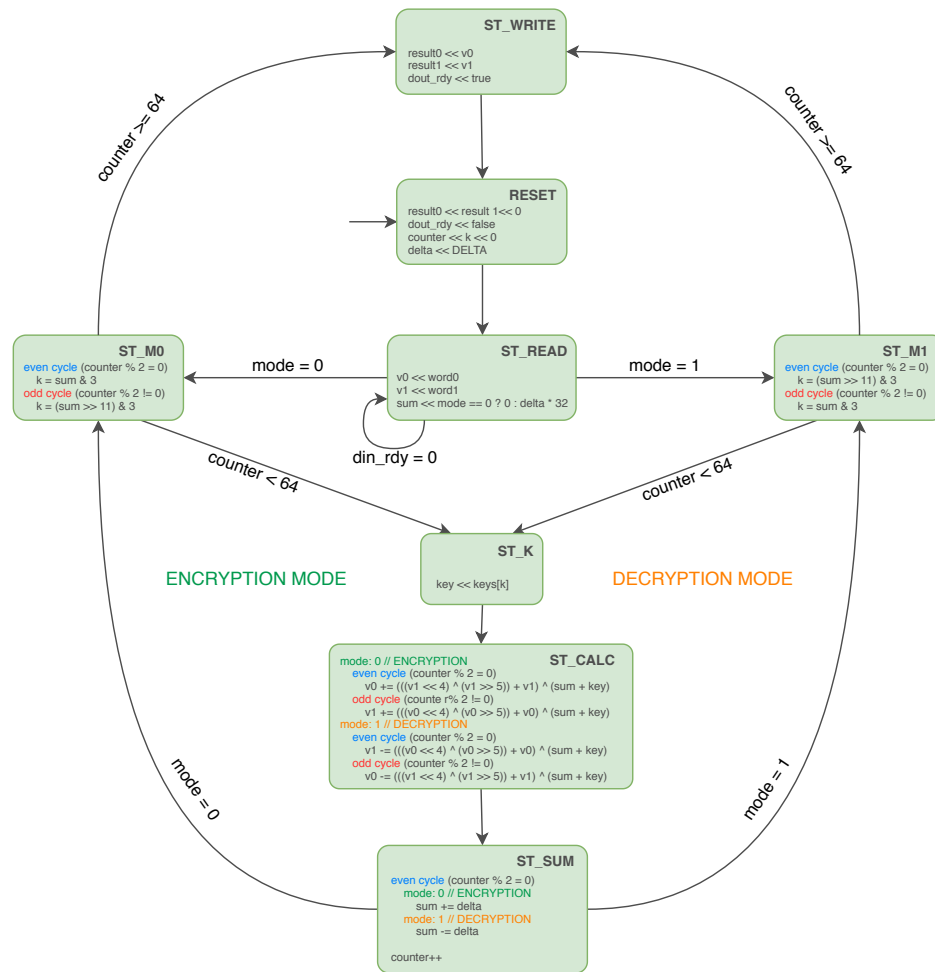 ST_WRITE
result0 << v0
result1 << v1
dout_rdy << true
counter >= 64
counter >= 64
RESET
result0 << result 1<< 0
dout_rdy << false
counter << k << 0
delta << DELTA
ST_M0
even cycle (counter % 2 = 0)
k = sum & 3
odd cycle (counter % 2 != 0)
k = (sum >> 11) & 3
mode = 0
ST_READ
v0 << word0
v1 << word1
sum << mode == 0 ? 0 : delta * 32
din_rdy = 0
mode = 1
ST_M1
even cycle (counter % 2 = 0)
k = (sum >> 11) & 3
odd cycle (counter % 2 != 0)
k = sum & 3
counter < 64
counter < 64
ST_K
key << keys[k]
ENCRYPTION MODE
DECRYPTION MODE
ST_CALC
mode: 0 // ENCRYPTION
even cycle (counter % 2 = 0)
v0 += (((v1 << 4) ^ (v1 >> 5)) + v1) ^ (sum + key)
odd cycle (counte r% 2 != 0)
v1 += (((v0 << 4) ^ (v0 >> 5)) + v0) ^ (sum + key)
mode: 1 // DECRYPTION
even cycle (counter % 2 = 0)
v1 -= (((v0 << 4) ^ (v0 >> 5)) + v0) ^ (sum + key)
odd cycle (counter % 2 != 0)
v0 -= (((v1 << 4) ^ (v1 >> 5)) + v1) ^ (sum + key)
mode = 0
mode = 1
ST_SUM
even cycle (counter % 2 = 0)
mode: 0 // ENCRYPTION
sum += delta
mode: 1 // DECRYPTION
sum -= delta
counter++